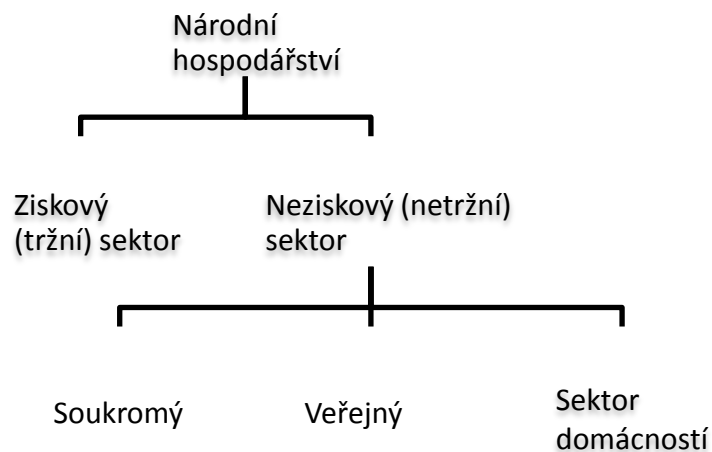 Národní
hospodářství
Ziskový
(tržní) sektor
Neziskový (netržní)
sektor
Soukromý
Veřejný
Sektor
domácností